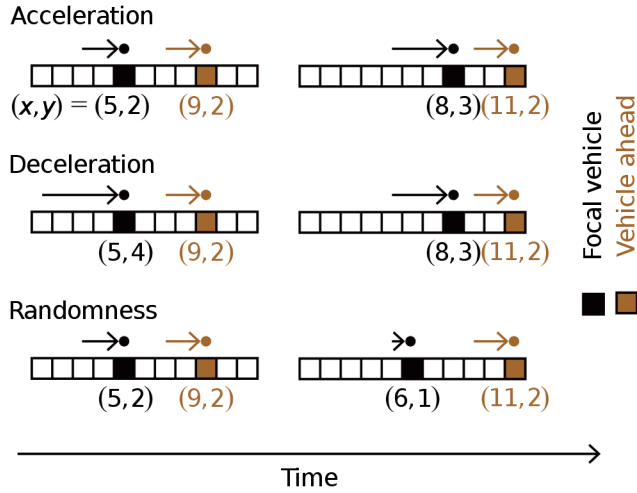 Acceleration
(x,y) = (5,2) (9,2) (8,3) (11,2)
Deceleration
(5,4) (9,2) (8,3) (11,2)
Randomness
(5,2) (9,2) (6,1) (11,2)
Time
Focal vehicle
Vehicle ahead